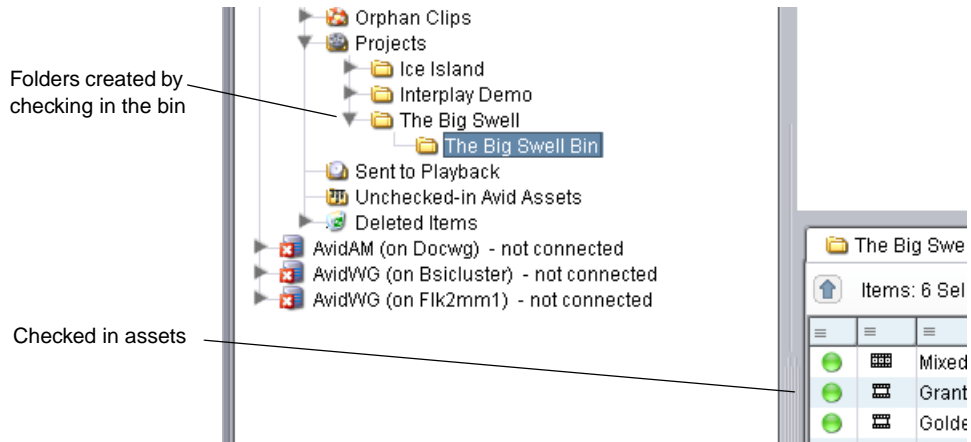 Orphan Clips
Projects
Ice Island
Folders created by
checking in the bin
Interplay Demo
The Big Swell
The Big Swell Bin
Sent to Playback
Unchecked-in Avid Assets
Deleted Items
AvidAM (on Docwg) - not connected
AvidWG (on Bsicluster) - not connected
AvidWG (on Flk2mm1) - not connected
Checked in assets
The Big Swe
Items: 6 Sel
Mixed
Grant
Golde